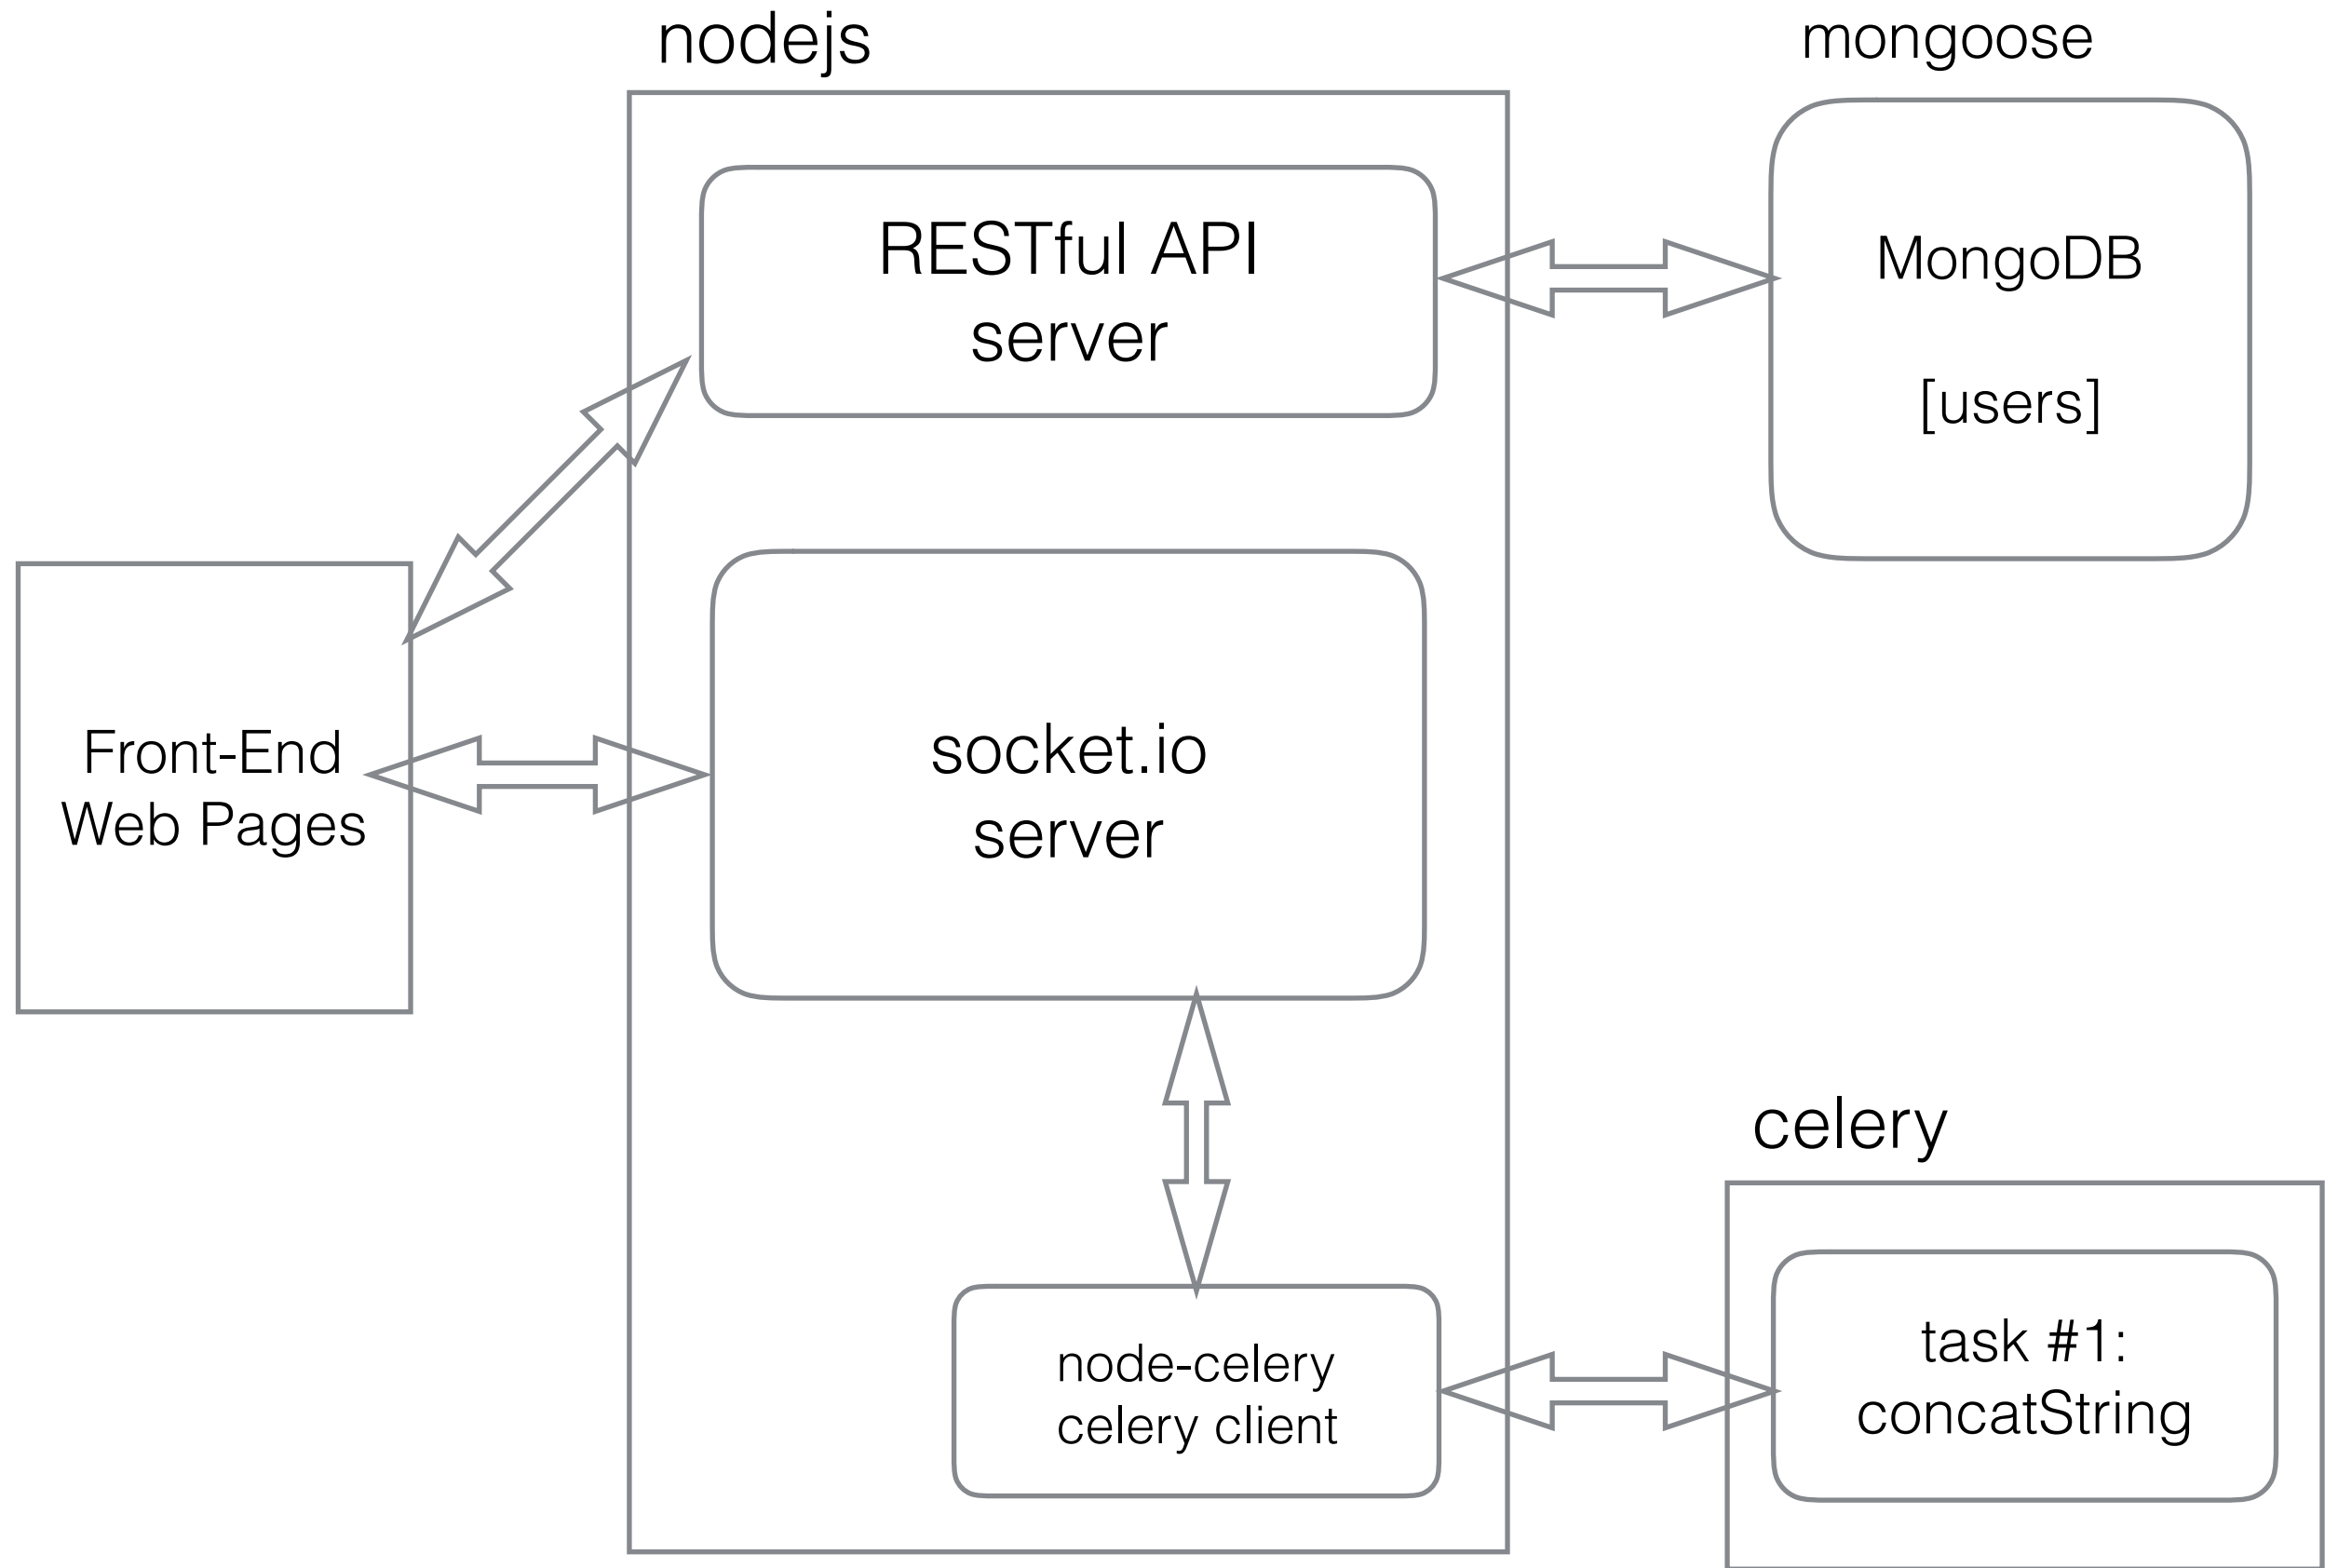 nodejs
mongoose
RESTful API
server
MongoDB
[users]
Front-End
Web Pages
socket.io
server
celery
node-celery
celery client
task #1:
concatString